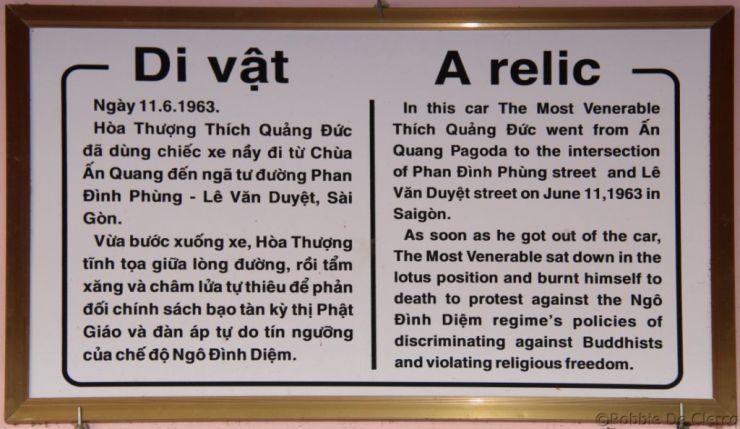 Di vật
Ngày 11.6.1963.
Hòa Thượng Thích Quảng Đức
đã dùng chiếc xe nầy đi từ Chùa
Ấn Quang đến ngã tư đường Phan
Đình Phùng - Lê Văn Duyệt, Sài
Gòn.
Vừa bước xuống xe, Hòa Thượng
tĩnh tọa giữa lòng đường, rồi tẩm
xăng và châm lửa tự thiêu để phản
đối chính sách bạo tàn kỳ thị Phật
Giáo và đàn áp tự do tín ngưỡng
của chế độ Ngô Đình Diệm.
A relic
In this car The Most Venerable
Thích Quảng Đức went from Ấn
Quang Pagoda to the intersection
of Phan Đình Phùng street and Lê
Văn Duyệt street on June 11,1963 in
Saigòn.
As soon as he got out of the car,
The Most Venerable sat down in the
lotus position and burnt himself to
death to protest against the Ngô
Đình Diệm regime's policies of
discriminating against Buddhists
and violating religious freedom.
©Robbie De Clercq